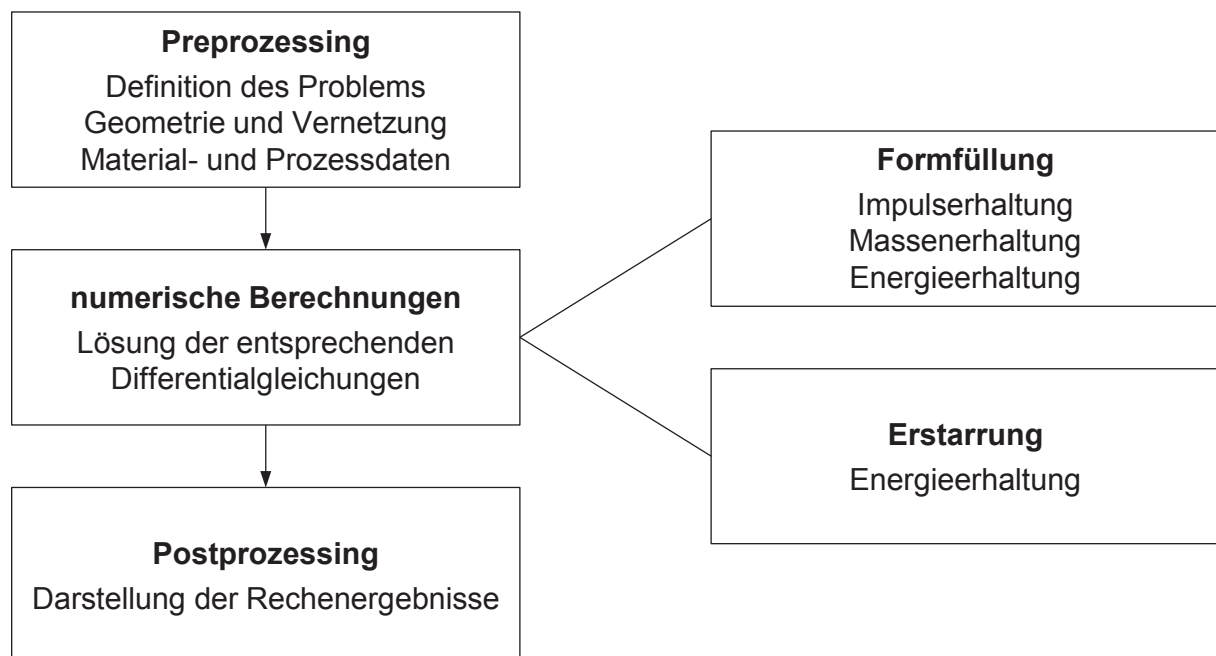 Preprozessing
Definition des Problems
Geometrie und Vernetzung
Material- und Prozessdaten
numerische Berechnungen
Lösung der entsprechenden
Differentialgleichungen
Postprozessing
Darstellung der Rechenergebnisse
Formfüllung
Impulserhaltung
Massenerhaltung
Energieerhaltung
Erstarrung
Energieerhaltung